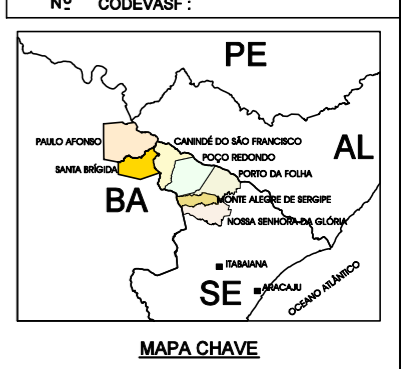 Nº CODEVASF :
PE
PAULO AFONSO
CANINDÉ DO SÃO FRANCISCO
AL
POÇO REDONDO
SANTA BRÍGIDA
PORTO DA FOLHA
BA
MONTE ALEGRE DE SERGIPE
NOSSA SENHORA DA GLÓRIA
ITABAIANA
SE
ARACAJU
OCEANO ATLÂNTICO
MAPA CHAVE